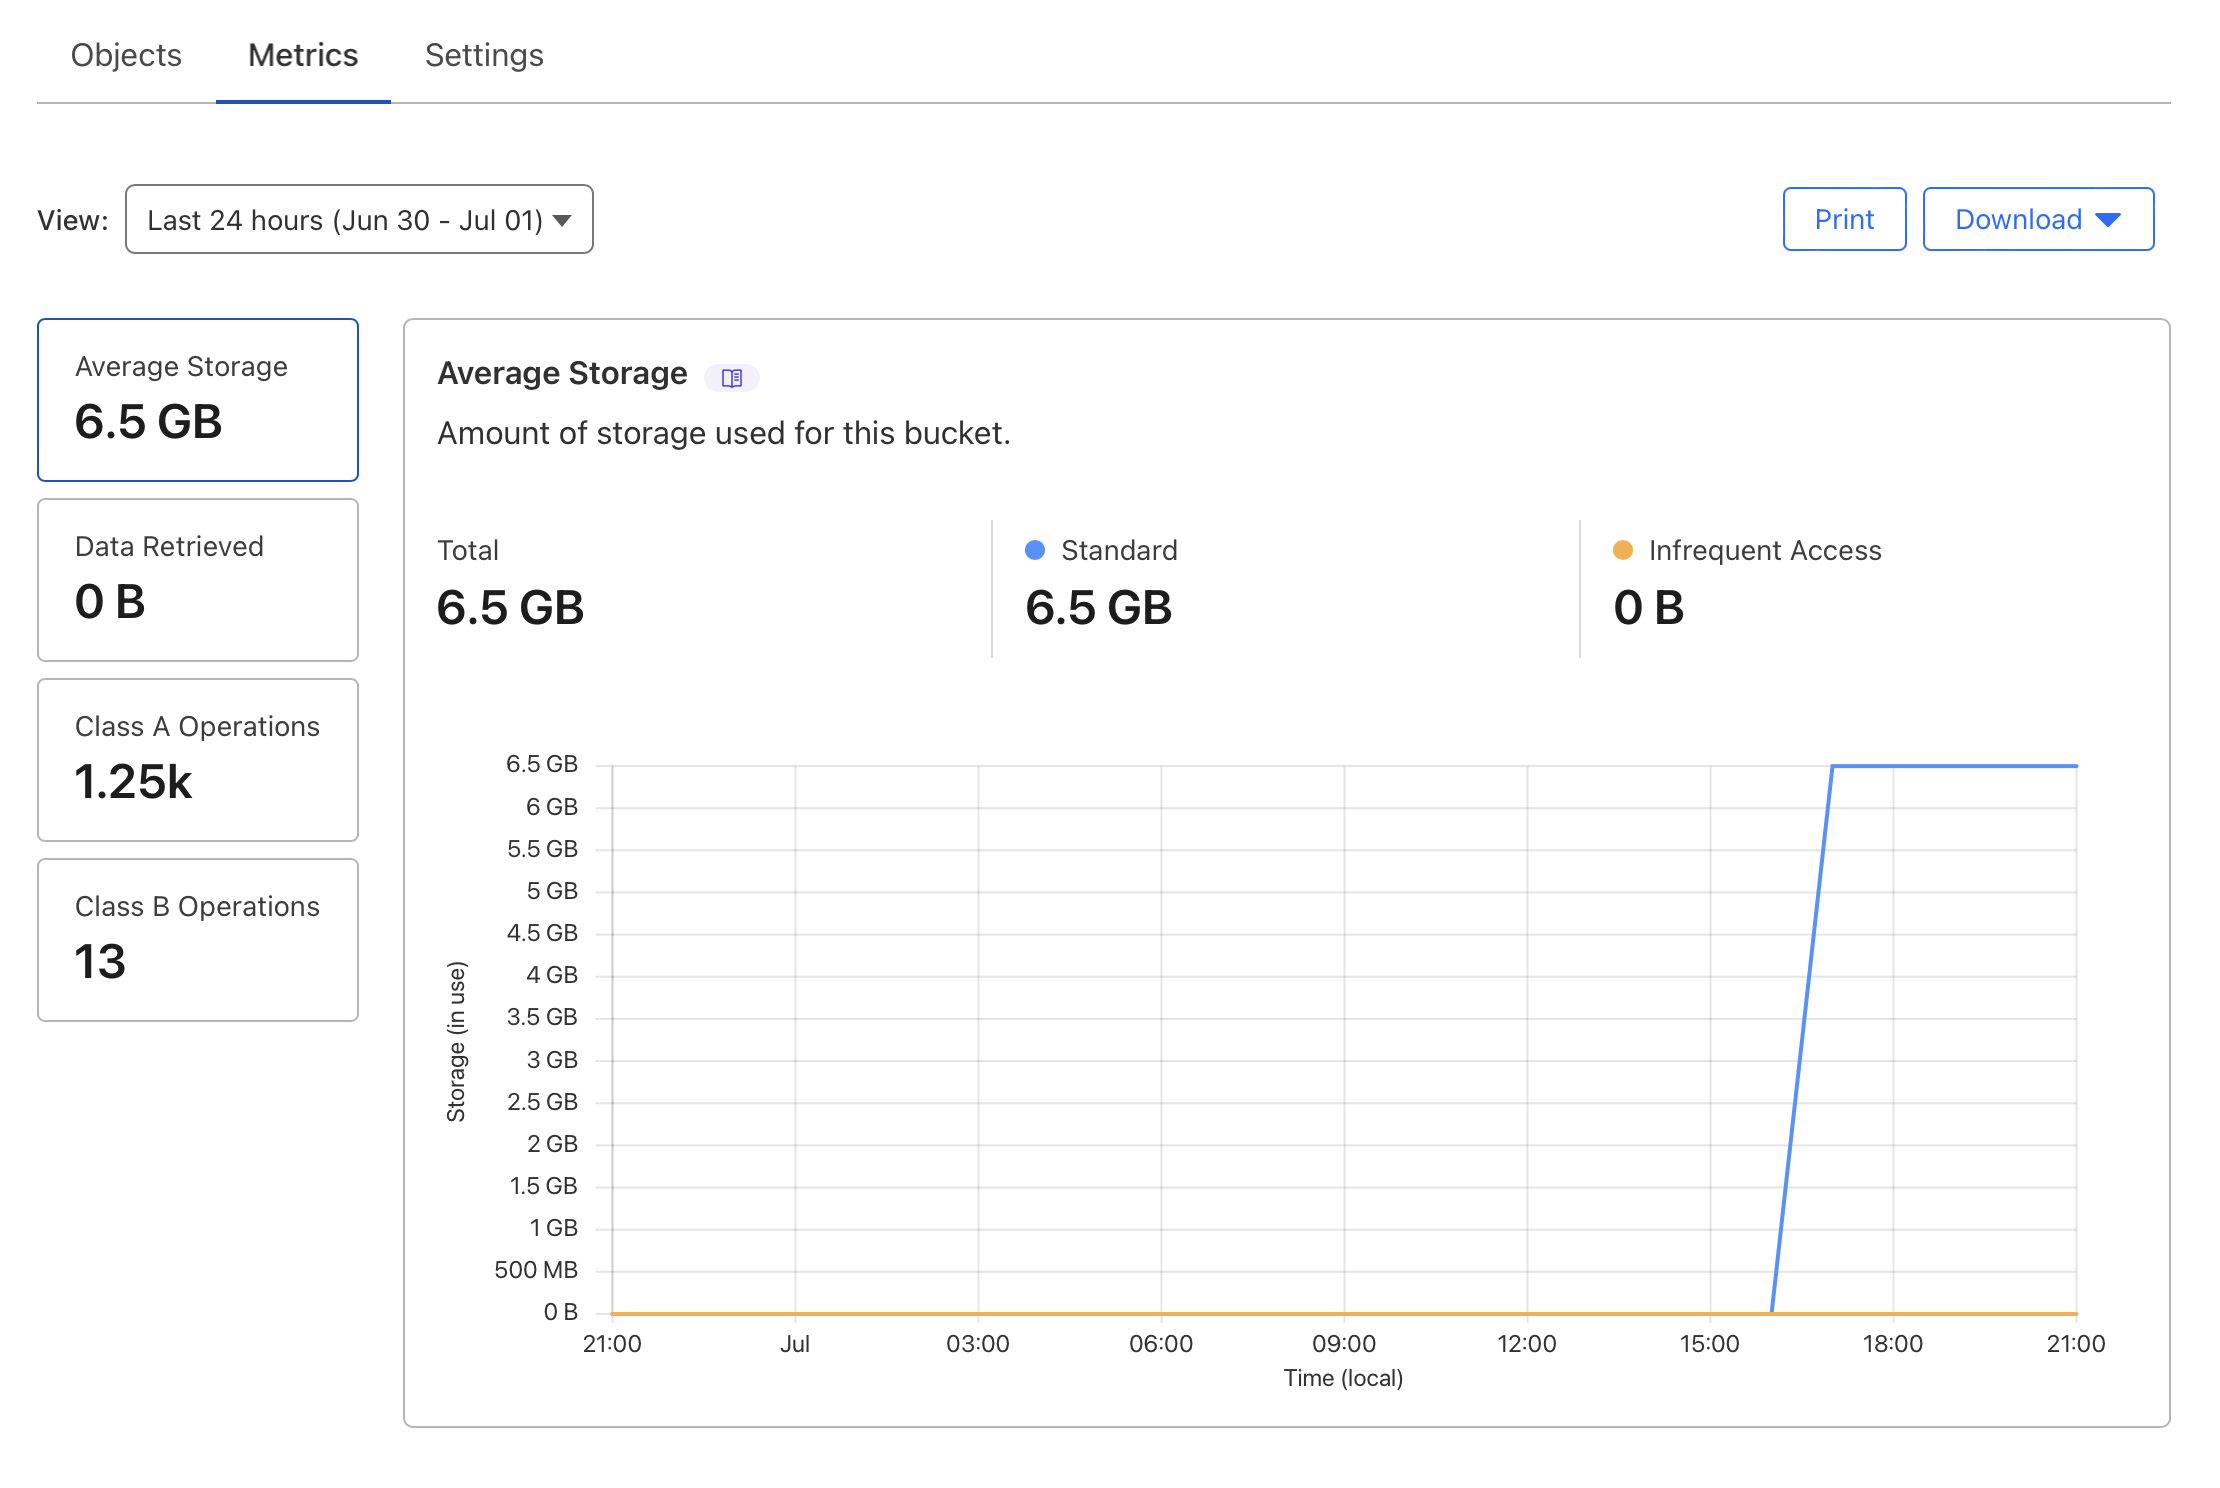 Objects Metrics Settings
View: Last 24 hours (Jun 30 - Jul 01)
Print Download
Average Storage
6.5 GB
Data Retrieved
0 B
Class A Operations
1.25k
Class B Operations
13
Average Storage
Amount of storage used for this bucket.
Total
6.5 GB
Standard
6.5 GB
Infrequent Access
0 B
Storage (in use)
6.5 GB
6 GB
5.5 GB
5 GB
4.5 GB
4 GB
3.5 GB
3 GB
2.5 GB
2 GB
1.5 GB
1 GB
500 MB
0 B
21:00 Jul 03:00 06:00 09:00 12:00 15:00 18:00 21:00
Time (local)